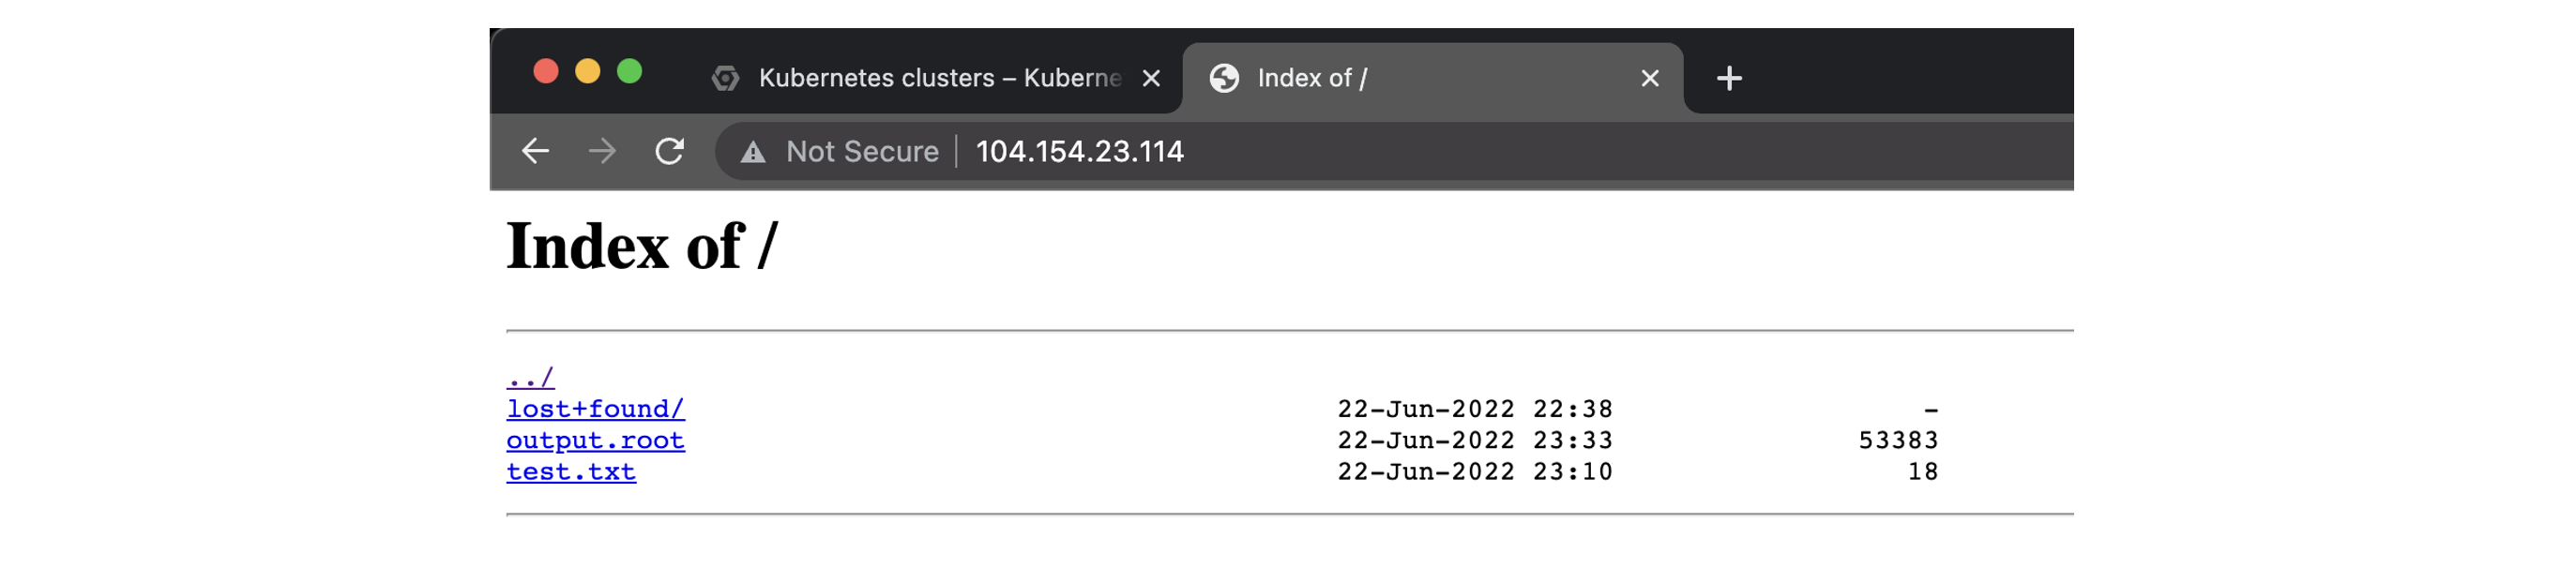 Kubernetes clusters – Kuberne
Index of /
Not Secure 104.154.23.114
Index of /
../
lost+found/ 22-Jun-2022 22:38 -
output.root 22-Jun-2022 23:33 53383
test.txt 22-Jun-2022 23:10 18